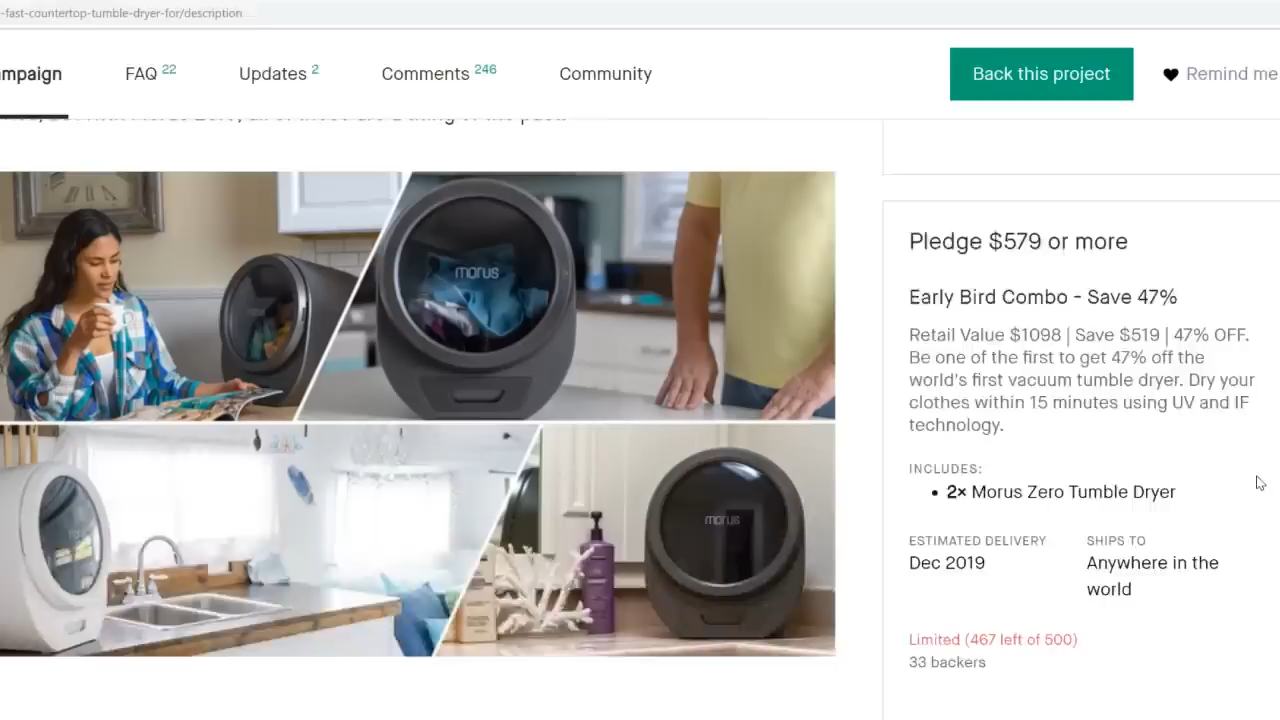 -fast-countertop-tumble-dryer-for/description
mpaign
FAQ 22
Updates 2
Comments 246
Community
Back this project
Remind me
morus
morus
Pledge $579 or more
Early Bird Combo - Save 47%
Retail Value $1098 | Save $519 | 47% OFF.
Be one of the first to get 47% off the
world's first vacuum tumble dryer. Dry your
clothes within 15 minutes using UV and IF
technology.
INCLUDES:
• 2× Morus Zero Tumble Dryer
ESTIMATED DELIVERY
Dec 2019
SHIPS TO
Anywhere in the
world
Limited (467 left of 500)
33 backers